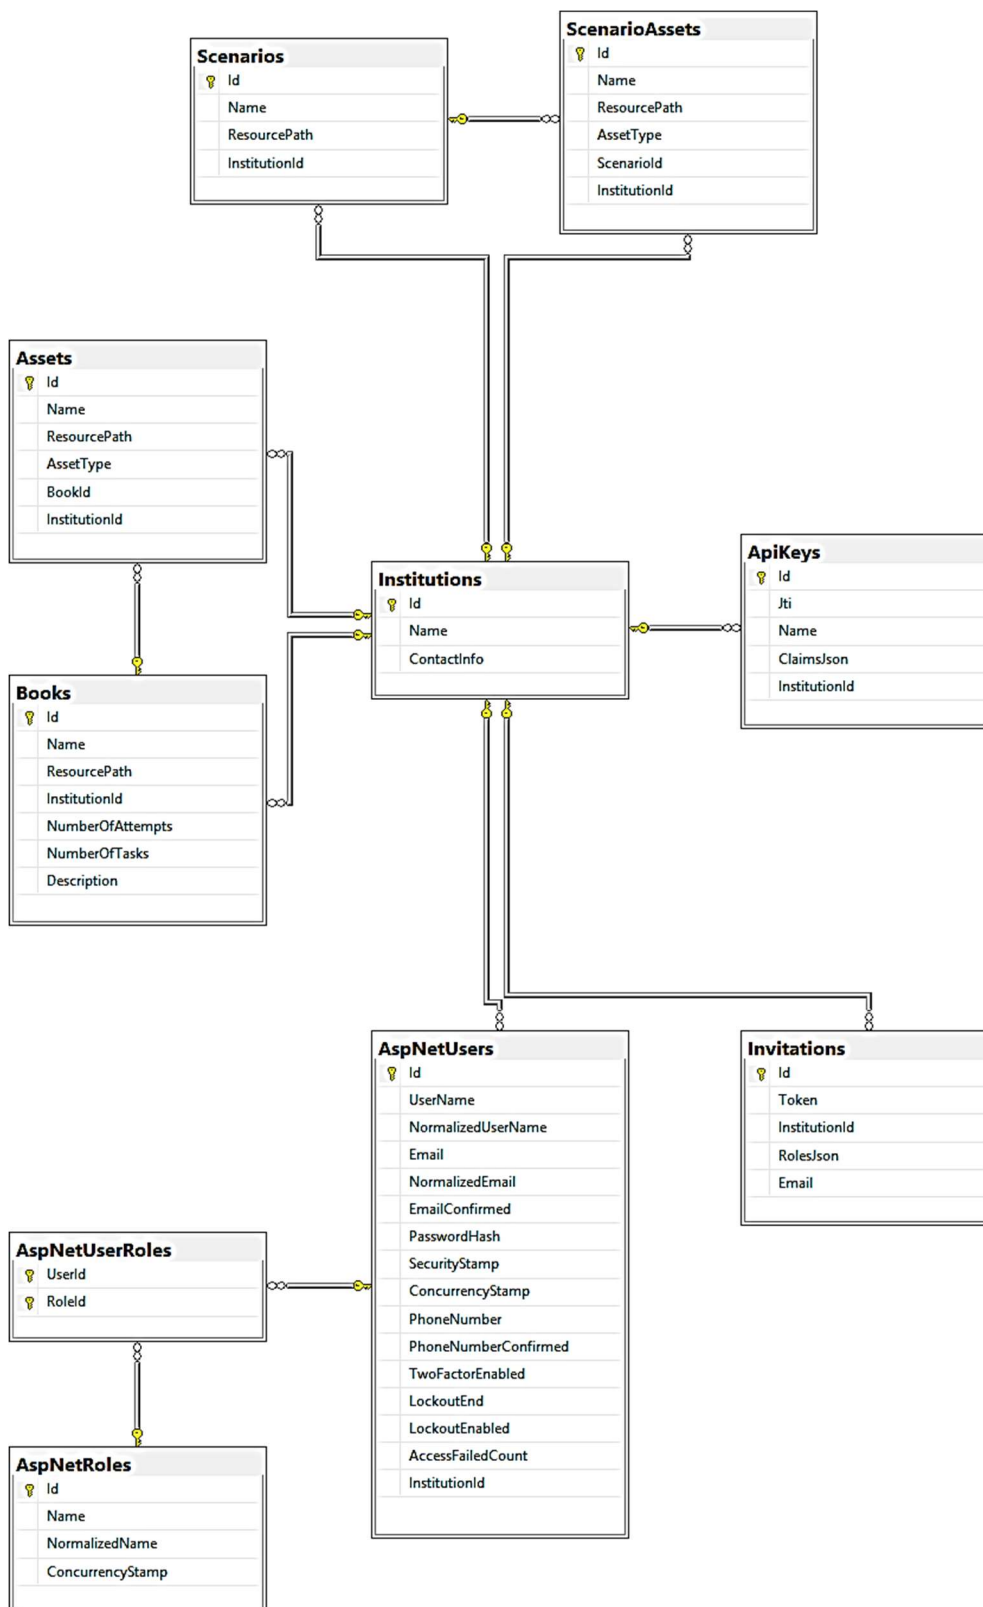 Scenarios
Id
Name
ResourcePath
InstitutionId
ScenarioAssets
Id
Name
ResourcePath
AssetType
ScenarioId
InstitutionId
Assets
Id
Name
ResourcePath
AssetType
BookId
InstitutionId
Institutions
Id
Name
ContactInfo
ApiKeys
Id
Jti
Name
ClaimsJson
InstitutionId
Books
Id
Name
ResourcePath
InstitutionId
NumberOfAttempts
NumberOfTasks
Description
AspNetUsers
Id
UserName
NormalizedUserName
Email
NormalizedEmail
EmailConfirmed
PasswordHash
SecurityStamp
ConcurrencyStamp
PhoneNumber
PhoneNumberConfirmed
TwoFactorEnabled
LockoutEnd
LockoutEnabled
AccessFailedCount
InstitutionId
Invitations
Id
Token
InstitutionId
RolesJson
Email
AspNetUserRoles
UserId
RoleId
AspNetRoles
Id
Name
NormalizedName
ConcurrencyStamp